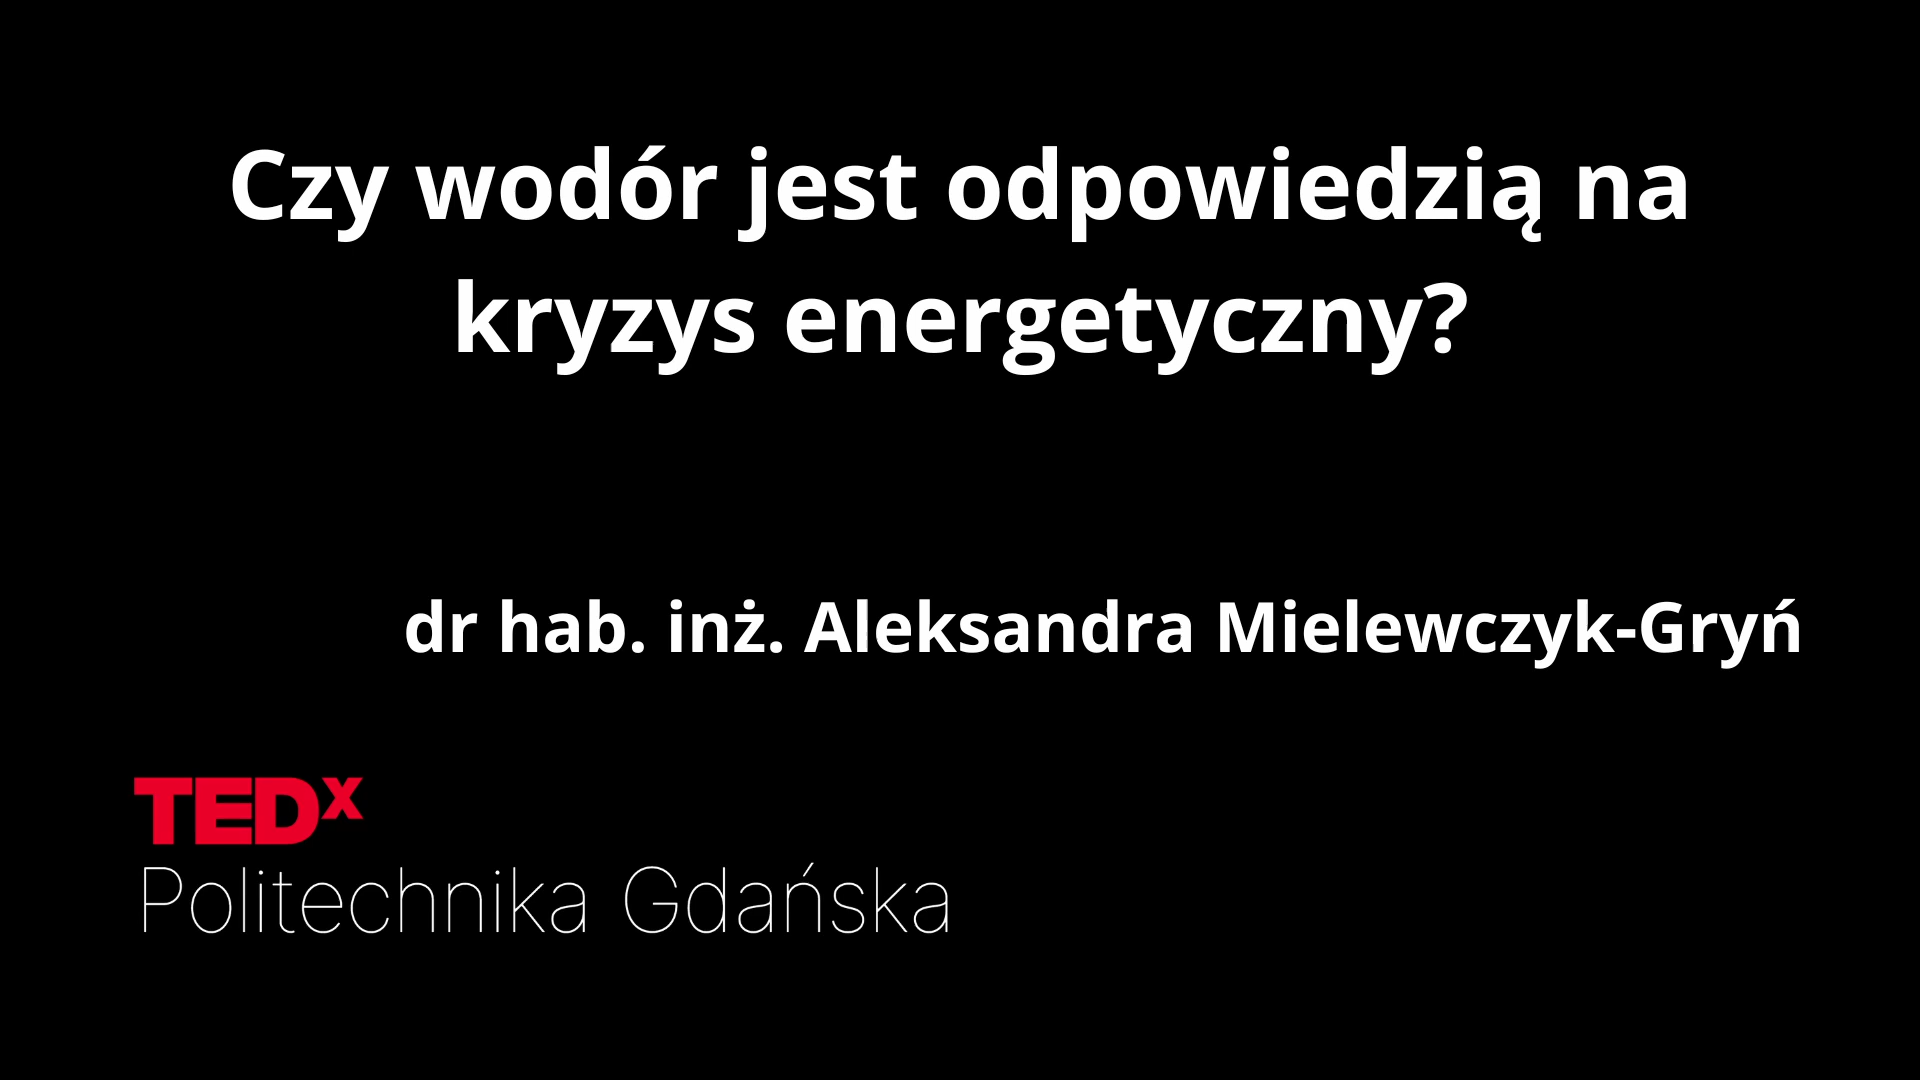 Czy wodór jest odpowiedzią na
kryzys energetyczny?
dr hab. inż. Aleksandra Mielewczyk-Gryń
TEDx
Politechnika Gdańska